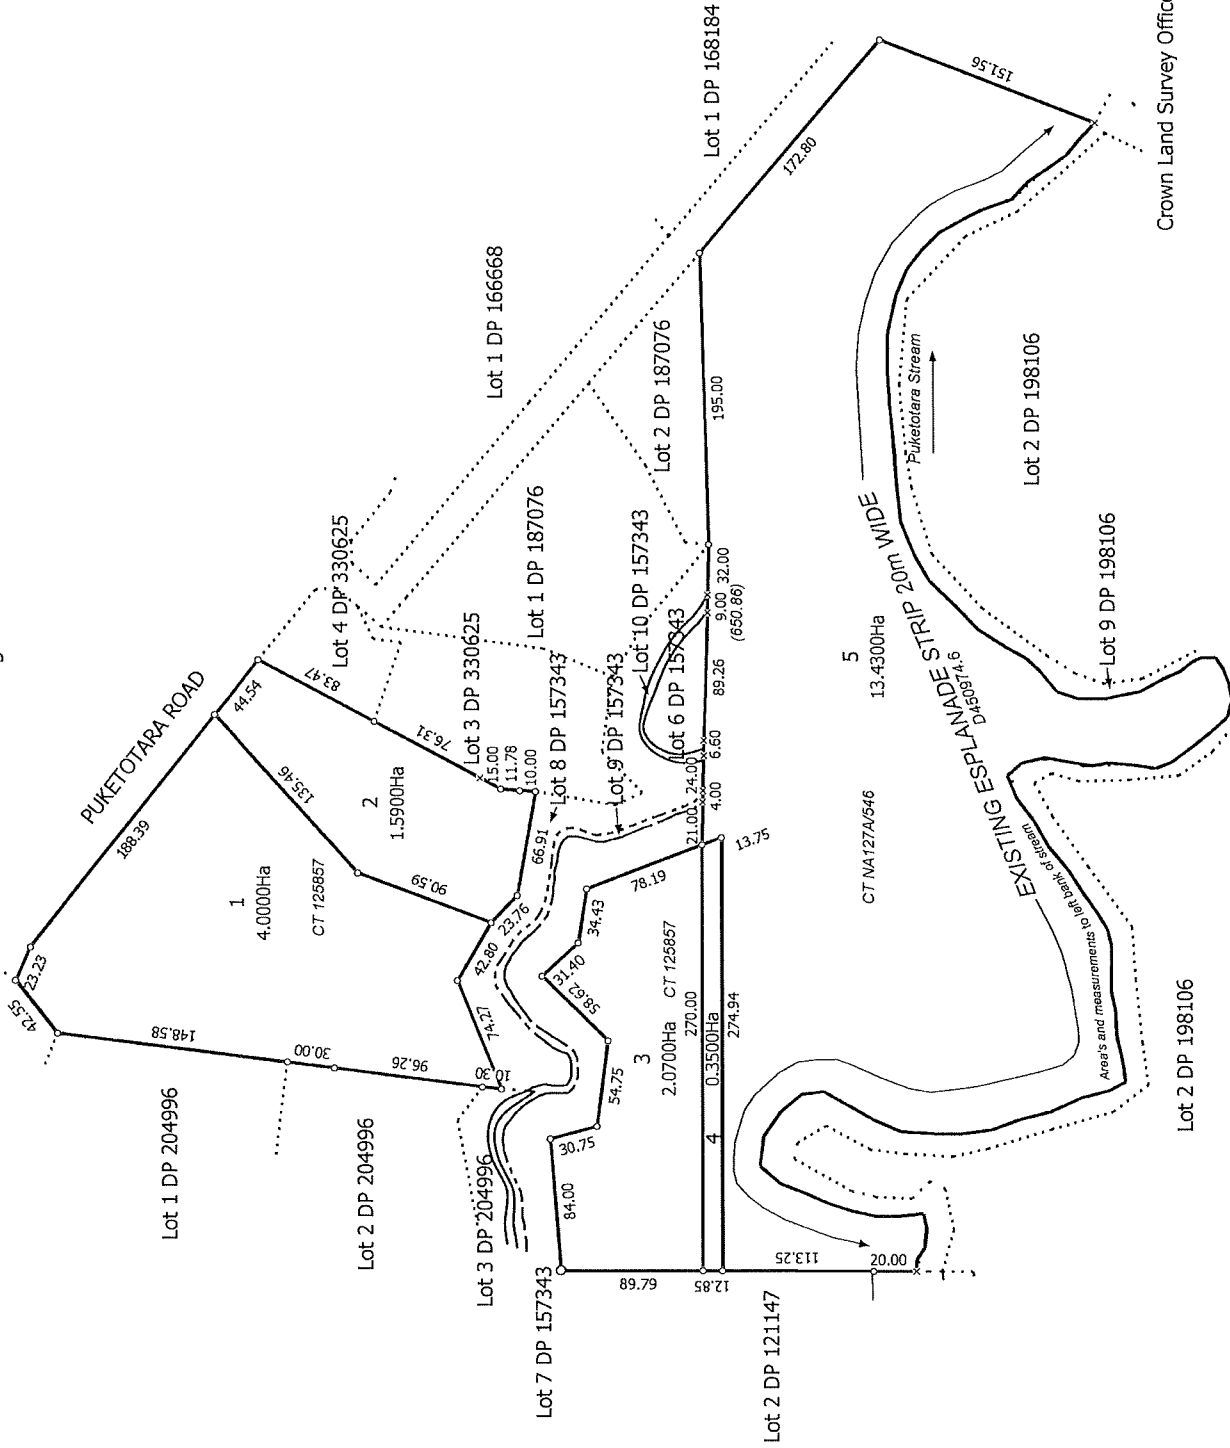 Lot 1 DP 168184
151.56
172.80
Crown Land Survey Office
Lot 1 DP 166668
Lot 2 DP 187076
195.00
Puketotara Stream
Lot 2 DP 198106
PUKETOTARA ROAD
44.54
188.39
Lot 4 DP 330625
83.47
76.31
Lot 3 DP 330625
15.00
11.78
10.00
Lot 1 DP 187076
Lot 8 DP 157343
Lot 9 DP 157343
Lot 10 DP 157343
Lot 6 DP 157343
32.00
9.00
(650.86)
89.26
6.60
24.00
4.00
21.00
13.75
135.46
2
1.5900Ha
90.59
66.91
23.76
42.80
74.27
10.30
1
4.0000Ha
CT 125857
23.23
42.55
148.58
30.00
96.26
Lot 1 DP 204996
Lot 2 DP 204996
Lot 3 DP 204996
Lot 7 DP 157343
78.19
34.43
31.40
58.62
54.75
30.75
84.00
3
2.0700Ha
CT 125857
270.00
4
0.3500Ha
274.94
67.68
12.85
113.25
20.00
Lot 2 DP 121147
5
13.4300Ha
CT NA127A/546
EXISTING ESPLANADE STRIP 20m WIDE
D450974.6
Area's and measurements to left bank of stream
Lot 9 DP 198106
Lot 2 DP 198106